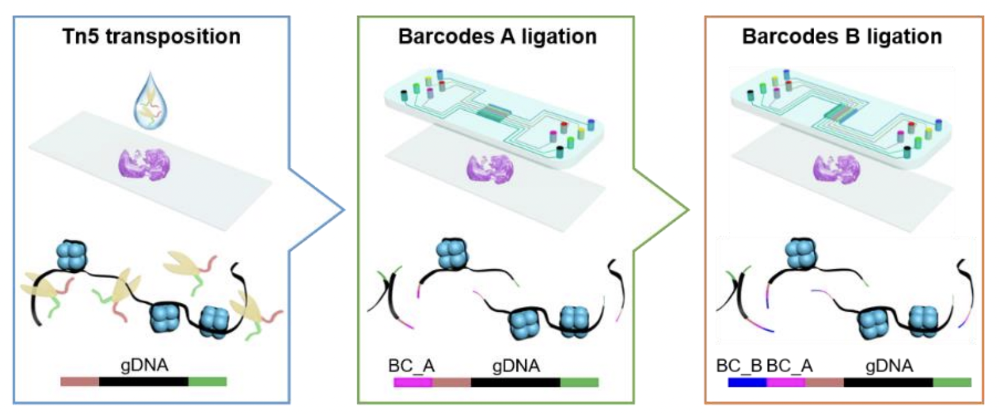 Tn5 transposition
gDNA
Barcodes A ligation
BC_A gDNA
Barcodes B ligation
BC_B BC_A gDNA